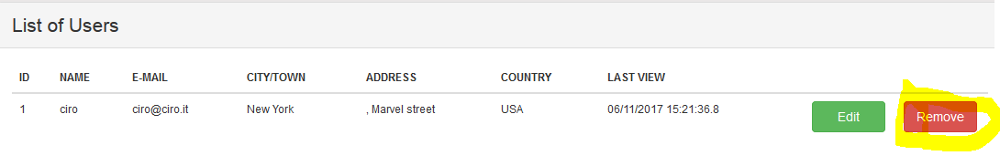 List of Users
ID NAME E-MAIL CITY/TOWN ADDRESS COUNTRY LAST VIEW
1 ciro ciro@ciro.it New York , Marvel street USA 06/11/2017 15:21:36.8 Edit Remove